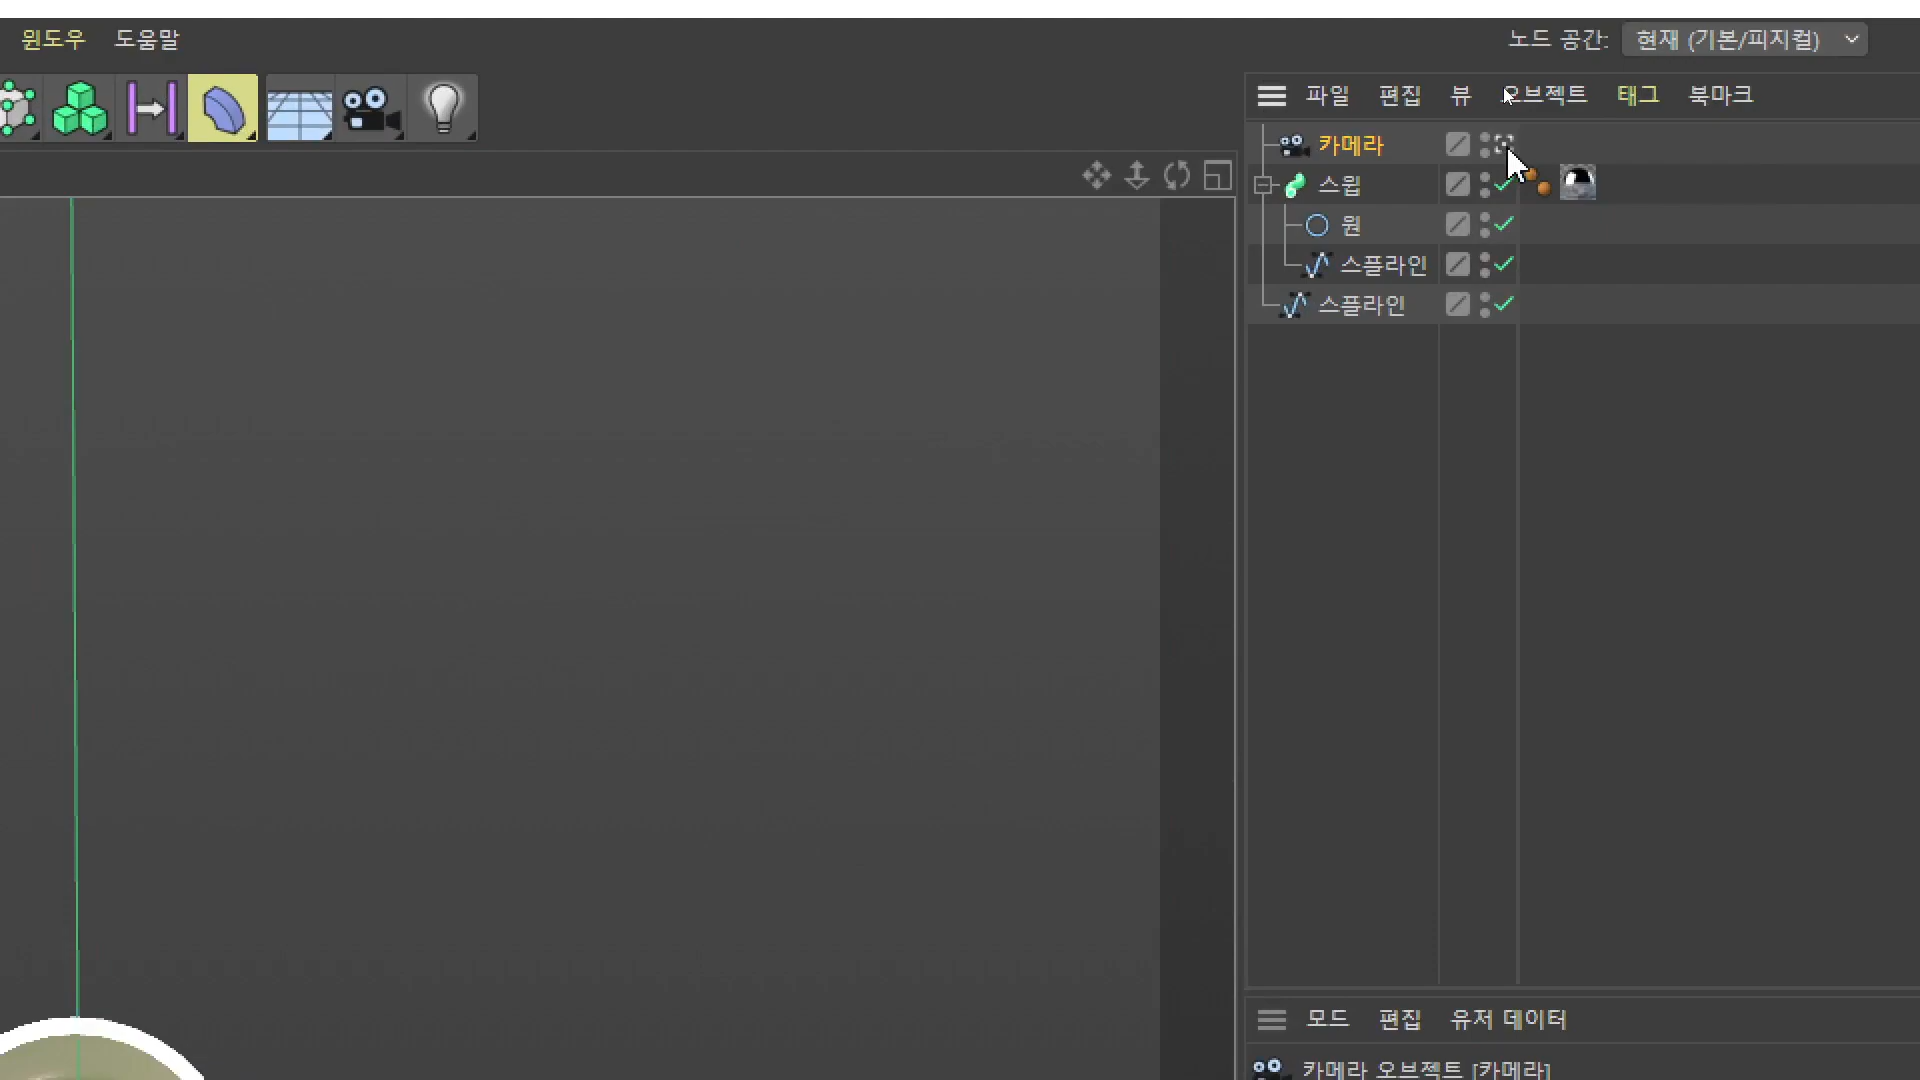 윈도우 도움말
노드 공간: 현재 (기본/피지컬)
파일 편집 뷰 오브젝트 태그 북마크
카메라
스윕
원
스플라인
스플라인
모드 편집 유저 데이터
카메라 오브젝트 [카메라]